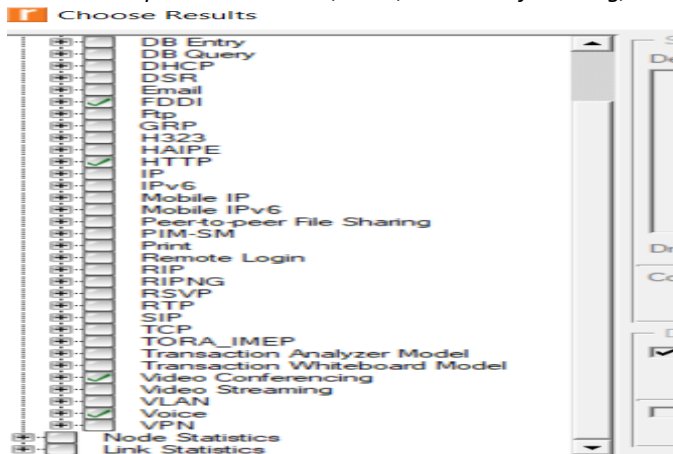 Choose Results
DB Entry
DB Query
DHCP
DSR
Email
FDDI
Ftp
GRP
H323
HAIPE
HTTP
IP
IPv6
Mobile IP
Mobile IPv6
Peer-to-peer File Sharing
PIM-SM
Print
Remote Login
RIP
RIPNG
RSVP
RTP
SIP
TCP
TORA_IMEP
Transaction Analyzer Model
Transaction Whiteboard Model
Video Conferencing
Video Streaming
VLAN
Voice
VPN
Node Statistics
Link Statistics